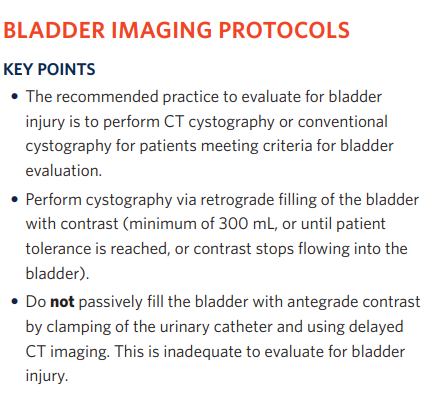 BLADDER IMAGING PROTOCOLS
KEY POINTS
• The recommended practice to evaluate for bladder
injury is to perform CT cystography or conventional
cystography for patients meeting criteria for bladder
evaluation.
• Perform cystography via retrograde filling of the bladder
with contrast (minimum of 300 mL, or until patient
tolerance is reached, or contrast stops flowing into the
bladder).
• Do not passively fill the bladder with antegrade contrast
by clamping of the urinary catheter and using delayed
CT imaging. This is inadequate to evaluate for bladder
injury.